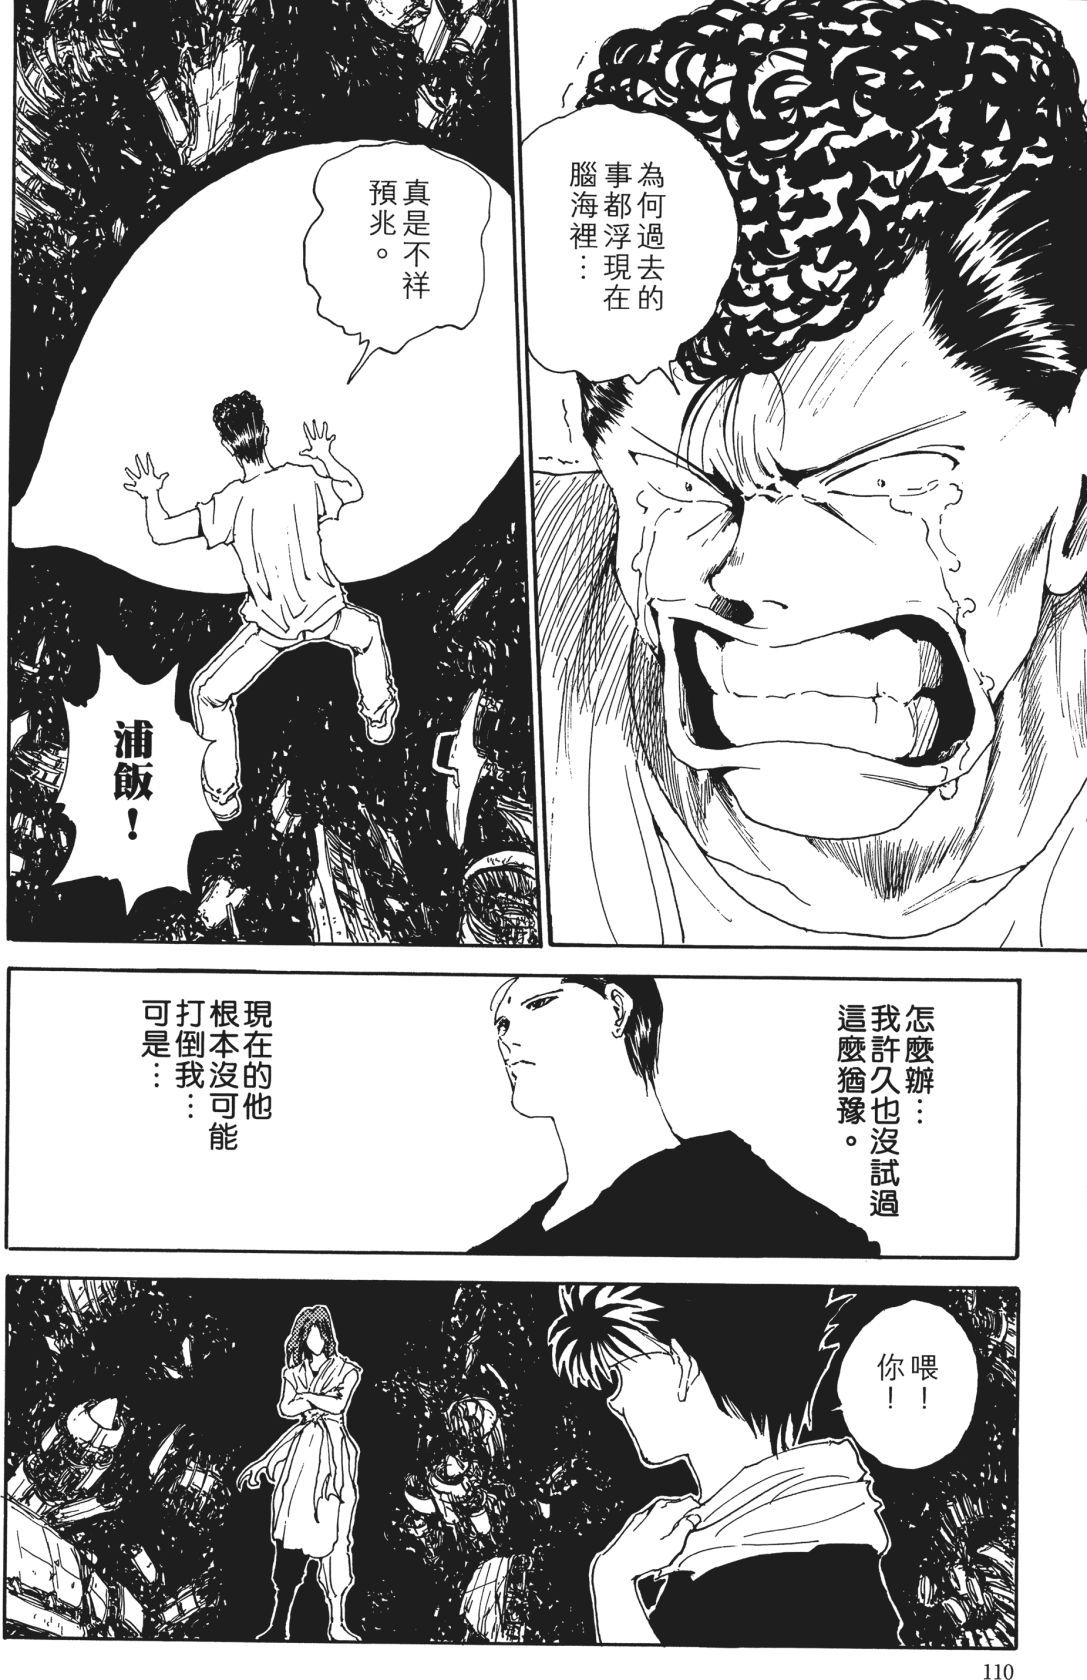 為何過去的
事都浮現在
腦海裡…
真是不祥
預兆。
浦飯！
怎麼辦…
我許久也沒試過
這麼猶豫。
現在的他
根本沒可能
打倒我…
可是…
喂！
你！
110